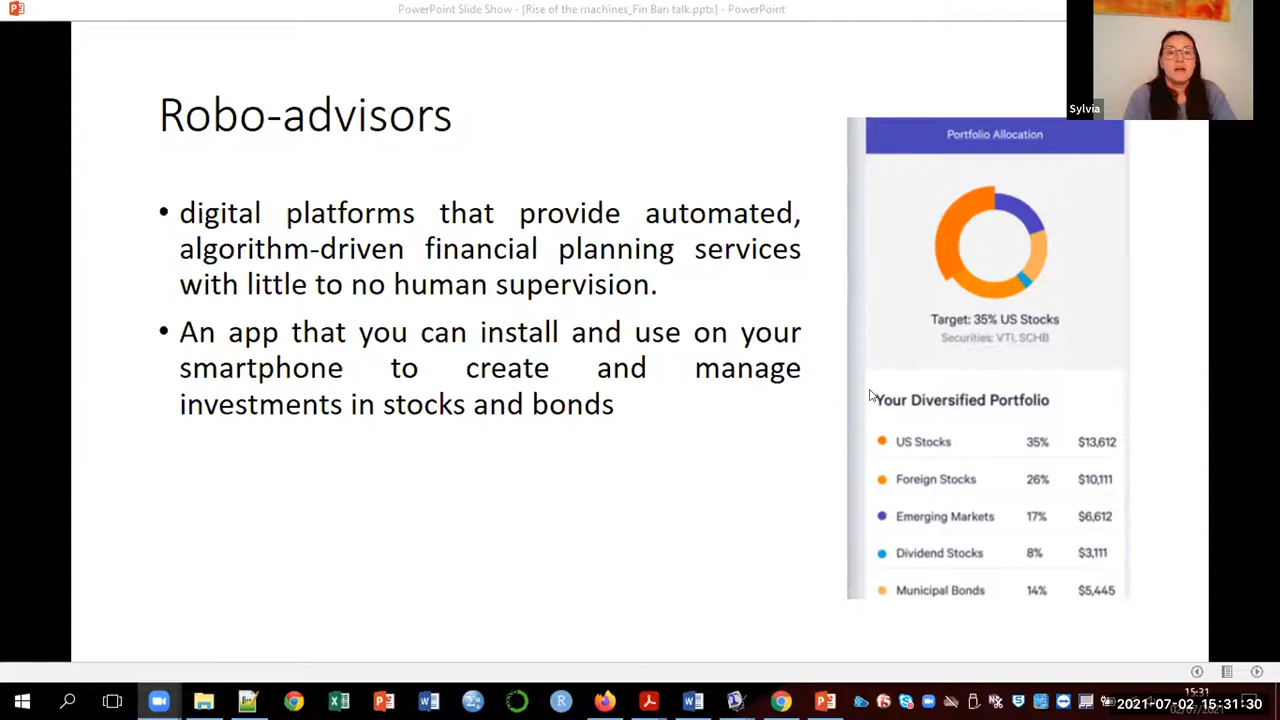 PowerPoint Slide Show - [Rise of the machines_Fin Ban talk.pptx] - PowerPoint
Sylvia
Robo-advisors
• digital platforms that provide automated,
algorithm-driven financial planning services
with little to no human supervision.
• An app that you can install and use on your
smartphone to create and manage
investments in stocks and bonds
Portfolio Allocation
Target: 35% US Stocks
Securities: VTI, SCHB
Your Diversified Portfolio
US Stocks 35% $13,612
Foreign Stocks 26% $10,111
Emerging Markets 17% $6,612
Dividend Stocks 8% $3,111
Municipal Bonds 14% $5,445
15:31
2021-07-02 15:31:30